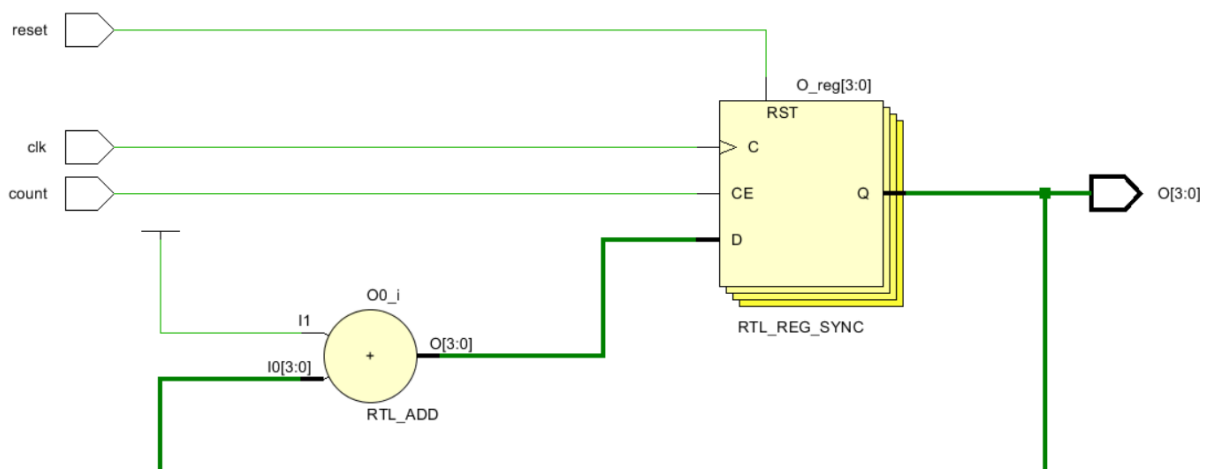 reset
O_reg[3:0]
RST
clk
C
count
CE
Q
O[3:0]
D
O0_i
I1
+
O[3:0]
I0[3:0]
RTL_REG_SYNC
RTL_ADD